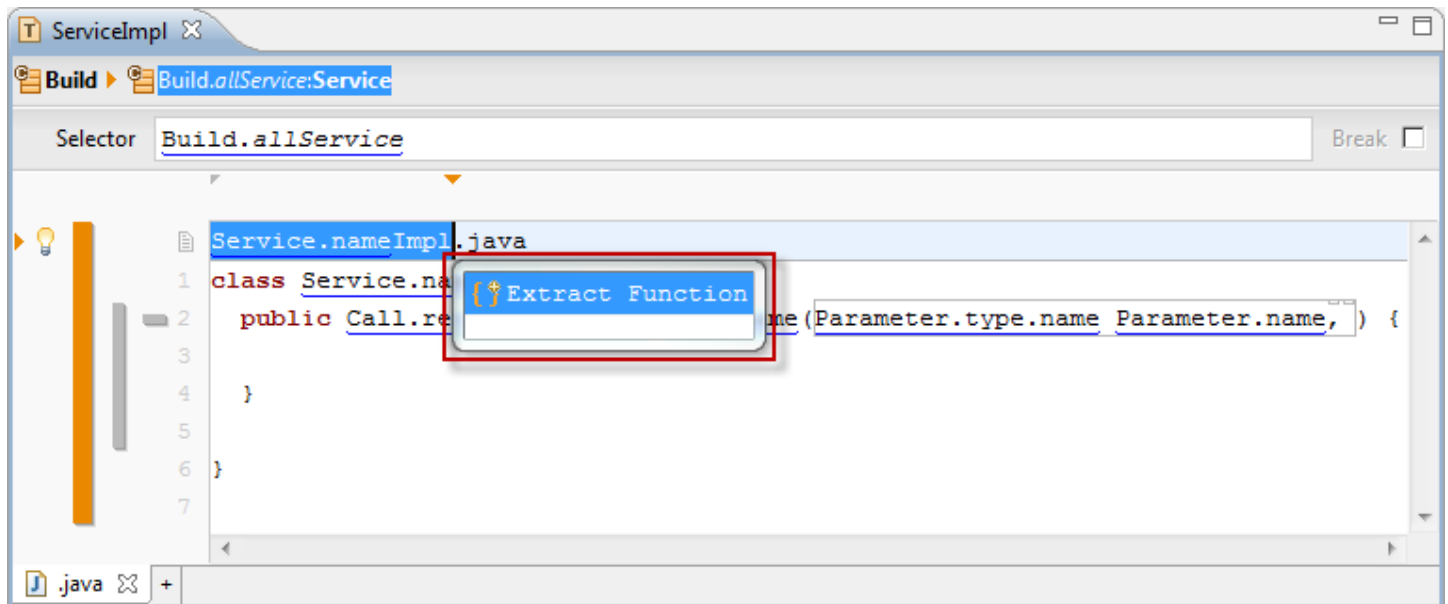 ServiceImpl
Build Build.allService:Service
Selector Build.allService Break
Service.nameImpl.java
1 class Service.na
Extract Function
2 public Call.re me(Parameter.type.name Parameter.name, ) {
3
4 }
5
6 }
7
.java +